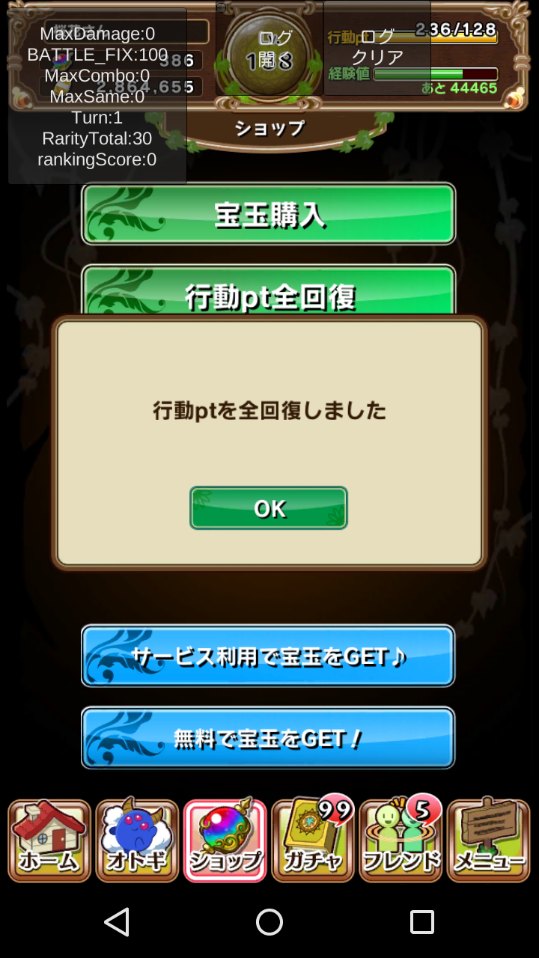 MaxDamage:0
BATTLE_FIX:100
MaxCombo:0
MaxSame:0
Turn:1
RarityTotal:30
rankingScore:0
386
2,864,655
ログ
開
ログ
クリア
行動pt
236/128
経験値
あと 44465
ショップ
宝玉購入
行動pt全回復
行動ptを全回復しました
OK
サービス利用で宝玉をGET♪
無料で宝玉をGET！
99
5
ホーム
オトギ
ショップ
ガチャ
フレンド
メニュー